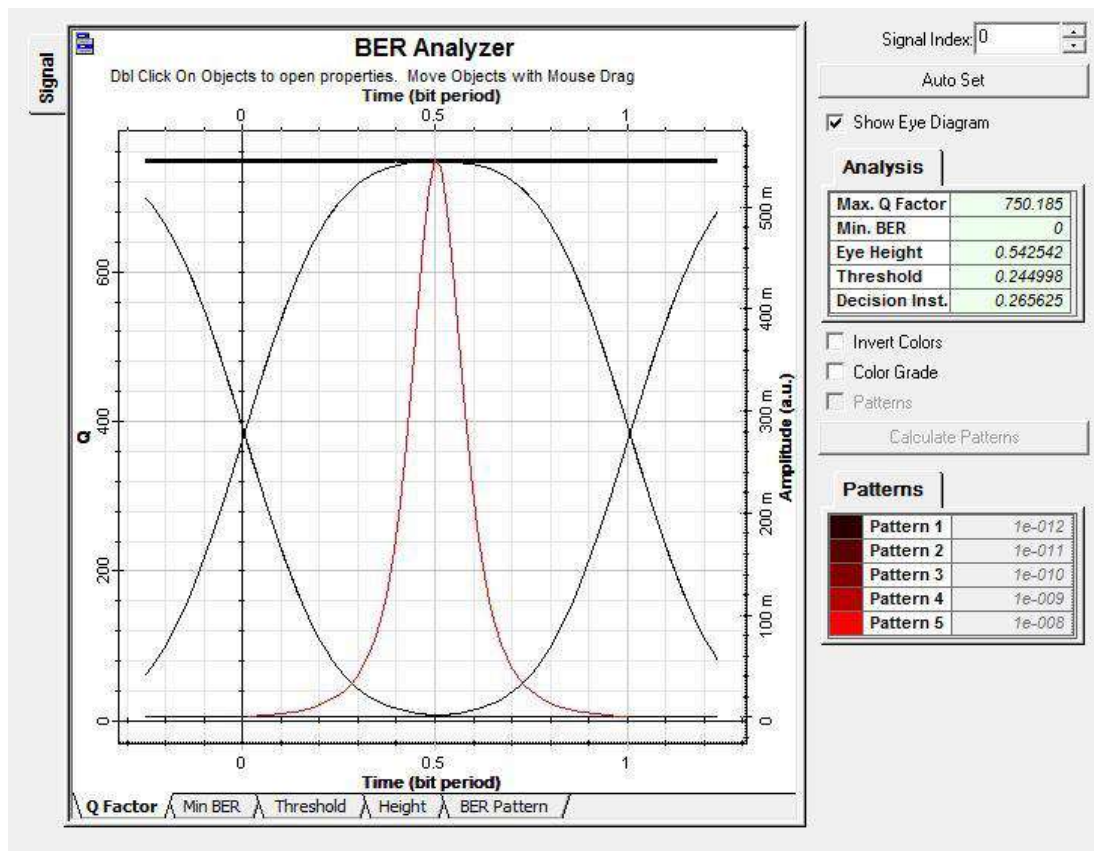 Signal
BER Analyzer
Dbl Click On Objects to open properties. Move Objects with Mouse Drag
Time (bit period)
0 0.5 1
Q
600
400
200
0
500 m
400 m
300 m
200 m
100 m
0
Amplitude (a.u.)
0 0.5 1
Time (bit period)
Q Factor Min BER Threshold Height BER Pattern
Signal Index: 0
Auto Set
Show Eye Diagram
Analysis
Max. Q Factor 750.185
Min. BER 0
Eye Height 0.542542
Threshold 0.244998
Decision Inst. 0.265625
Invert Colors
Color Grade
Patterns
Calculate Patterns
Patterns
Pattern 1 1e-012
Pattern 2 1e-011
Pattern 3 1e-010
Pattern 4 1e-009
Pattern 5 1e-008